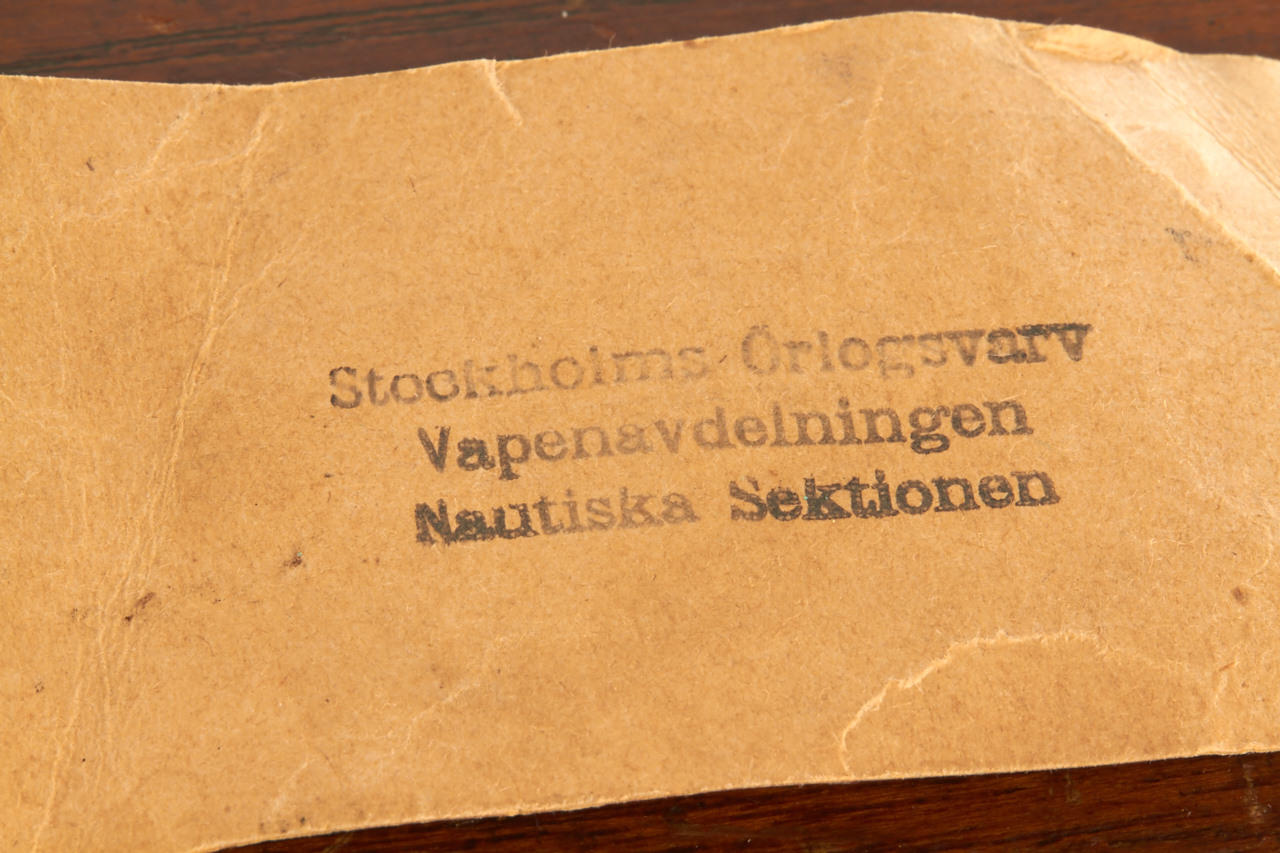 Stockholms Örlogsvarv
Vapenavdelningen
Nautiska Sektionen